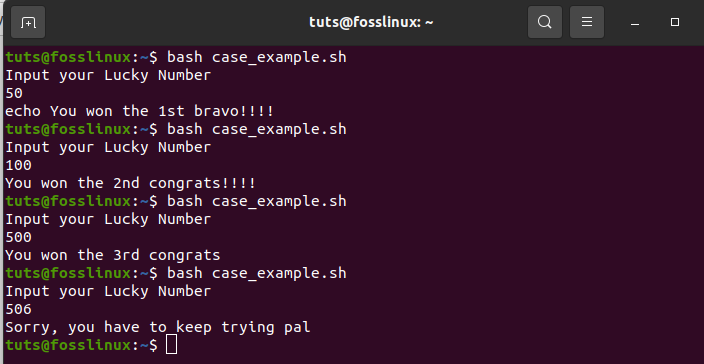 tuts@fosslinux: ~
tuts@fosslinux:~$ bash case_example.sh
Input your Lucky Number
50
echo You won the 1st bravo!!!!
tuts@fosslinux:~$ bash case_example.sh
Input your Lucky Number
100
You won the 2nd congrats!!!!
tuts@fosslinux:~$ bash case_example.sh
Input your Lucky Number
500
You won the 3rd congrats
tuts@fosslinux:~$ bash case_example.sh
Input your Lucky Number
506
Sorry, you have to keep trying pal
tuts@fosslinux:~$